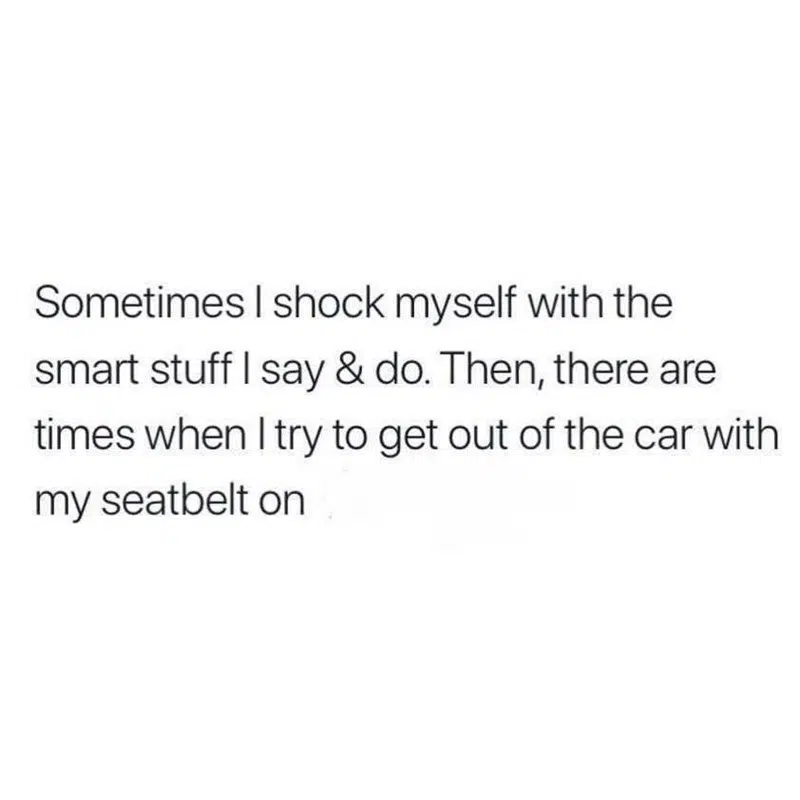 Sometimes I shock myself with the
smart stuff I say & do. Then, there are
times when I try to get out of the car with
my seatbelt on